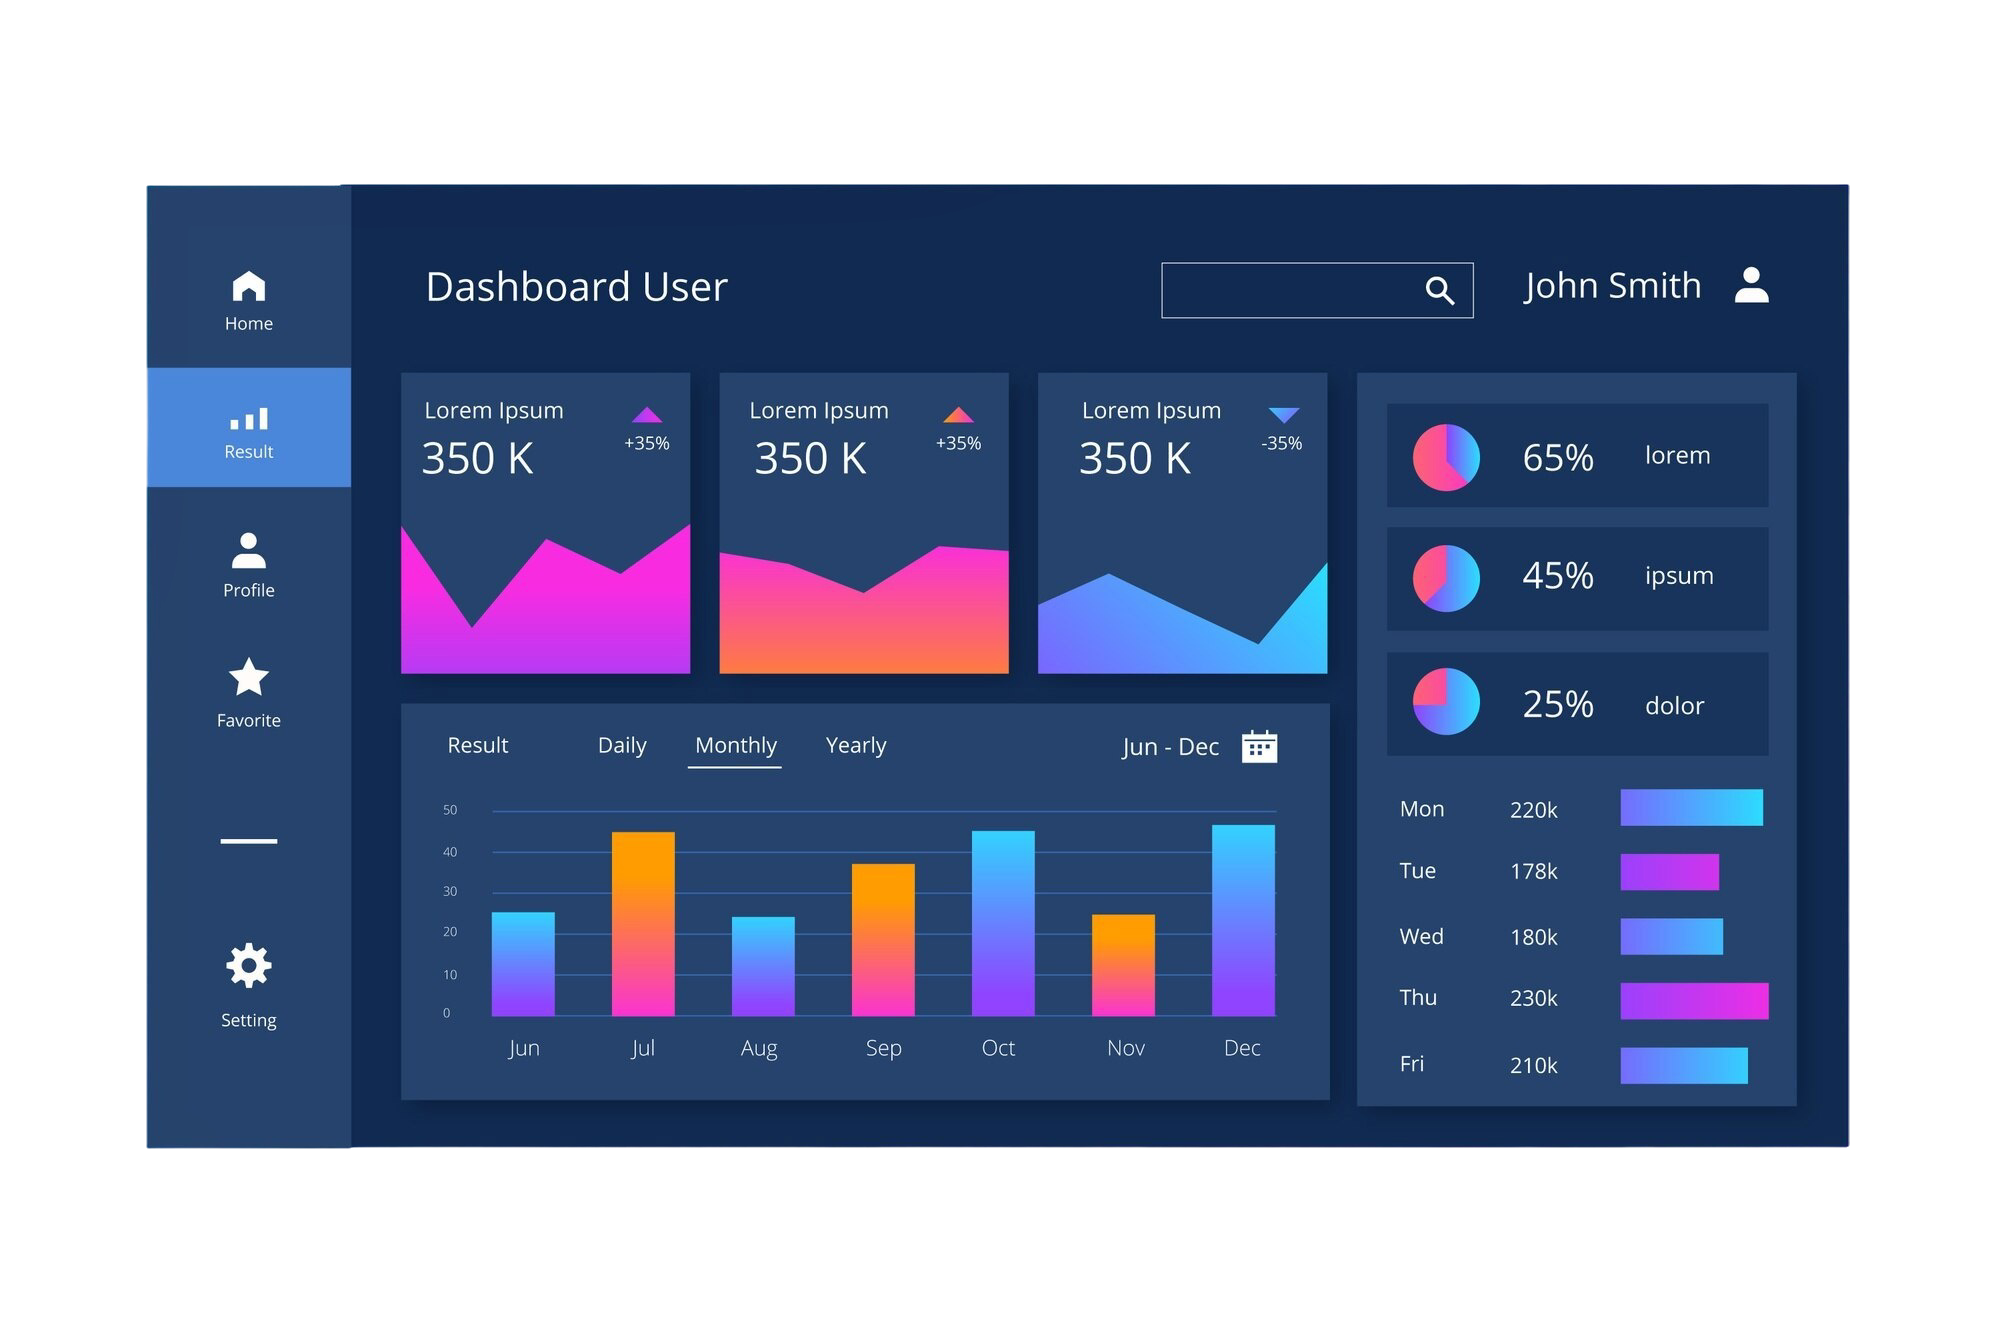 Home
Result
Profile
Favorite
Setting
Dashboard User
John Smith
Lorem Ipsum
350 K
+35%
Lorem Ipsum
350 K
+35%
Lorem Ipsum
350 K
-35%
65% lorem
45% ipsum
25% dolor
Mon 220k
Tue 178k
Wed 180k
Thu 230k
Fri 210k
Result Daily Monthly Yearly Jun - Dec
50
40
30
20
10
0
Jun Jul Aug Sep Oct Nov Dec